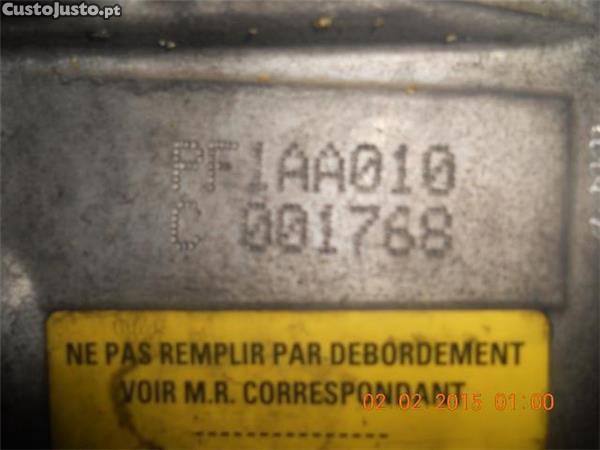 CustoJusto.pt
PF1AA010
C 001768
NE PAS REMPLIR PAR DEBORDEMENT
VOIR M.R. CORRESPONDANT
02-02-2015 01:00